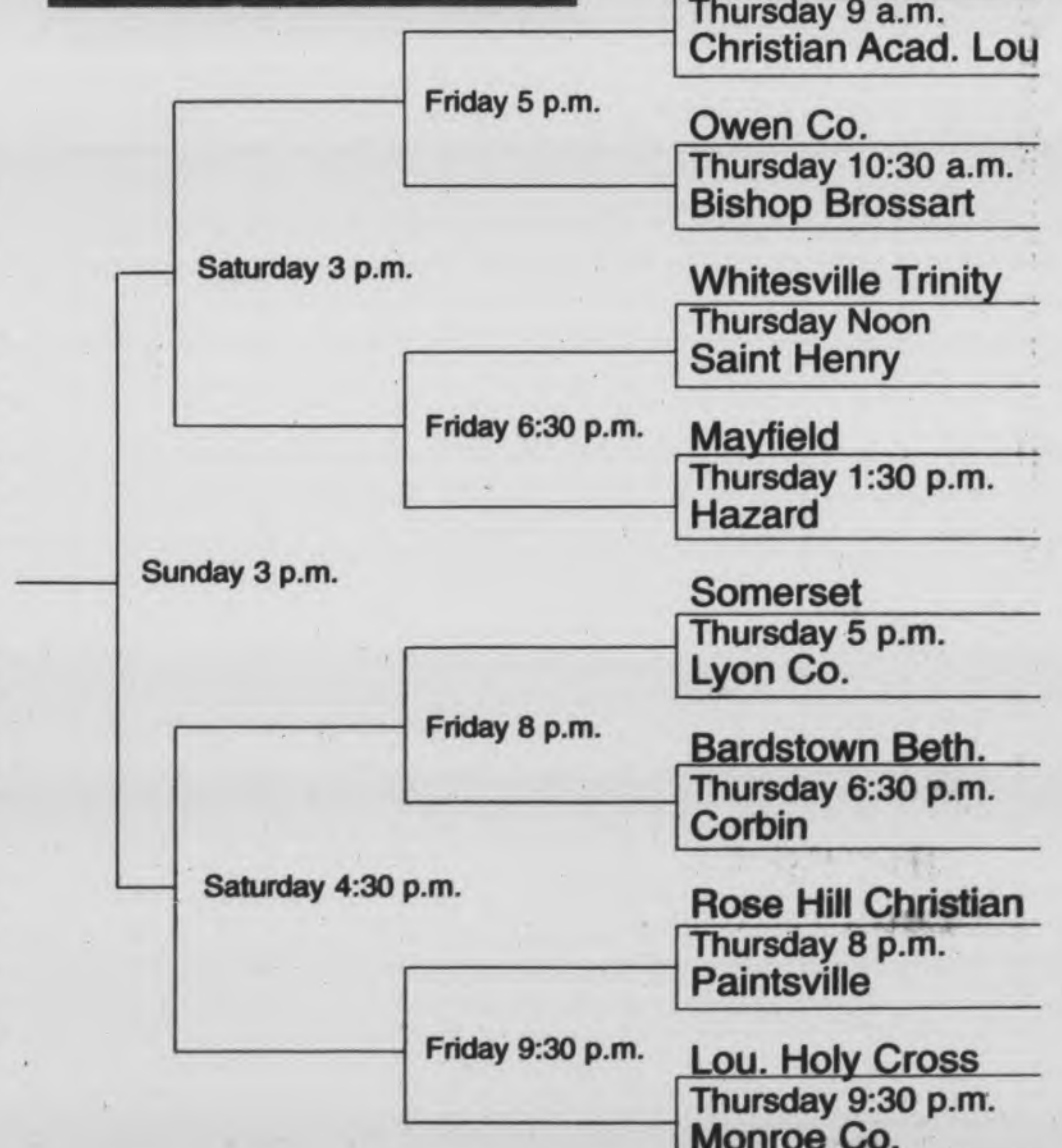 Thursday 9 a.m.
Christian Acad. Lou
Friday 5 p.m.
Owen Co.
Thursday 10:30 a.m.
Bishop Brossart
Saturday 3 p.m.
Whitesville Trinity
Thursday Noon
Saint Henry
Friday 6:30 p.m.
Mayfield
Thursday 1:30 p.m.
Hazard
Sunday 3 p.m.
Somerset
Thursday 5 p.m.
Lyon Co.
Friday 8 p.m.
Bardstown Beth.
Thursday 6:30 p.m.
Corbin
Saturday 4:30 p.m.
Rose Hill Christian
Thursday 8 p.m.
Paintsville
Friday 9:30 p.m.
Lou. Holy Cross
Thursday 9:30 p.m.
Monroe Co.